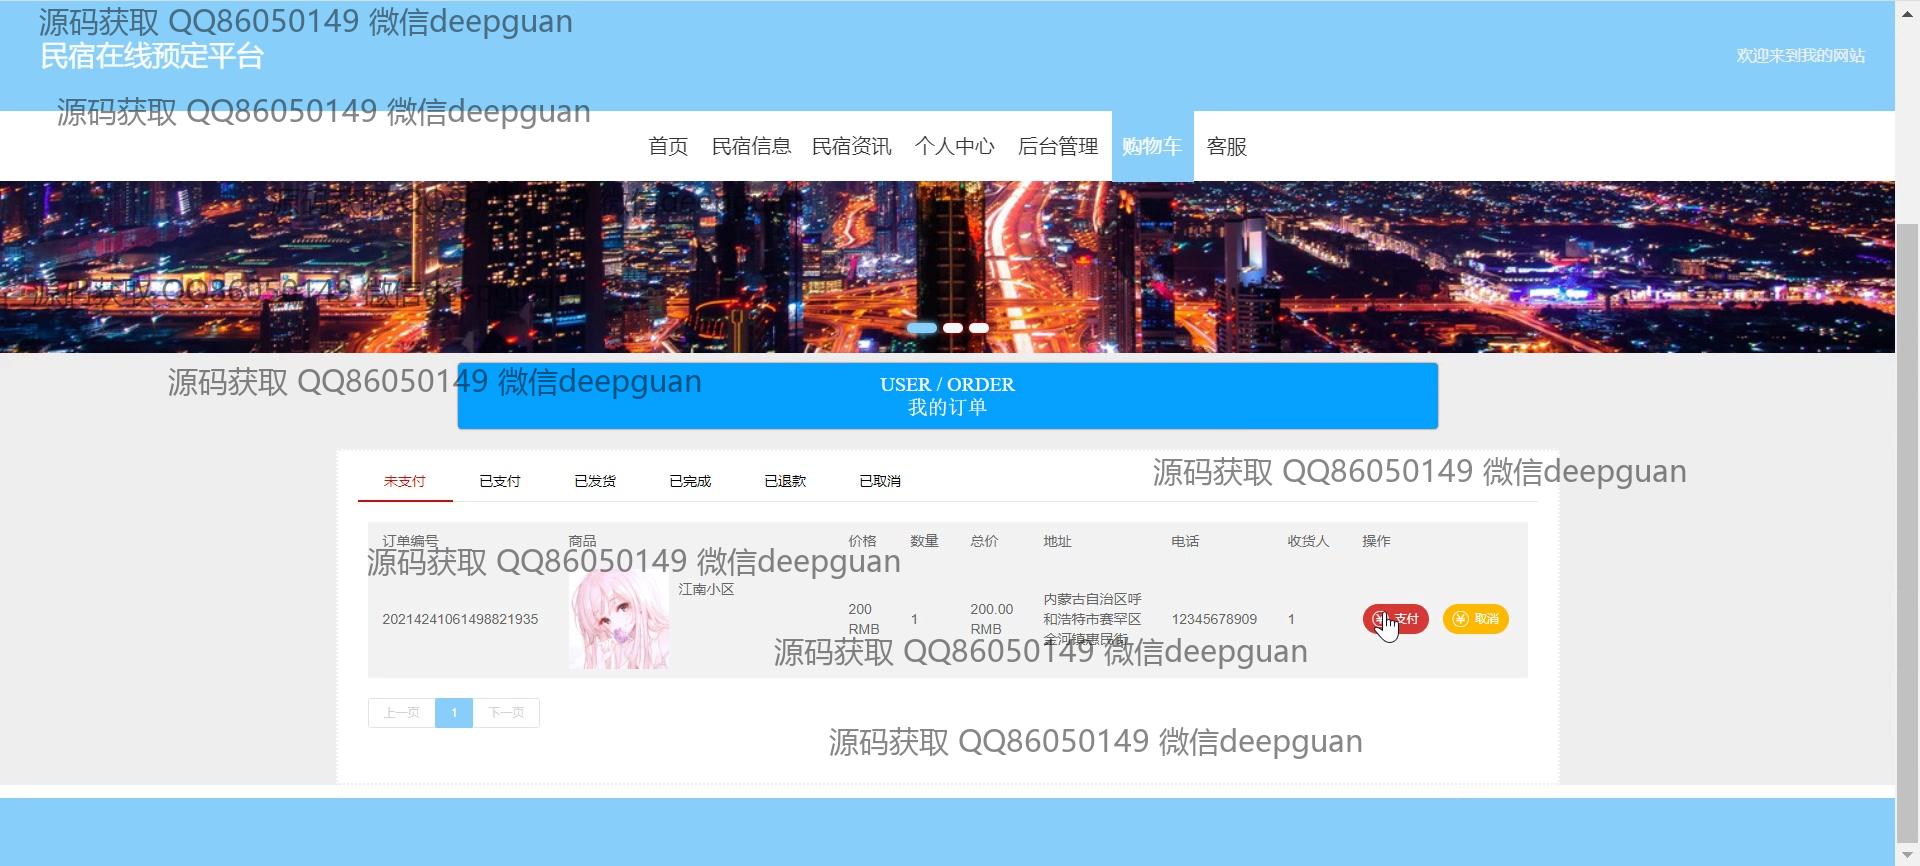 源码获取 QQ86050149 微信deepguan
民宿在线预定平台
欢迎来到我的网站
源码获取 QQ86050149 微信deepguan
首页 民宿信息 民宿资讯 个人中心 后台管理 购物车 客服
源码获取 QQ86050149 微信deepguan
源码获取 QQ86050149 微信deepguan
USER / ORDER
我的订单
未支付 已支付 已发货 已完成 已退款 已取消
源码获取 QQ86050149 微信deepguan
订单编号 商品 价格 数量 总价 地址 电话 收货人 操作
源码获取 QQ86050149 微信deepguan
江南小区
20214241061498821935
200
RMB
1
200.00
RMB
内蒙古自治区呼
和浩特市赛罕区
金河镇惠民街
12345678909
1
支付
取消
源码获取 QQ86050149 微信deepguan
上一页 1 下一页
源码获取 QQ86050149 微信deepguan